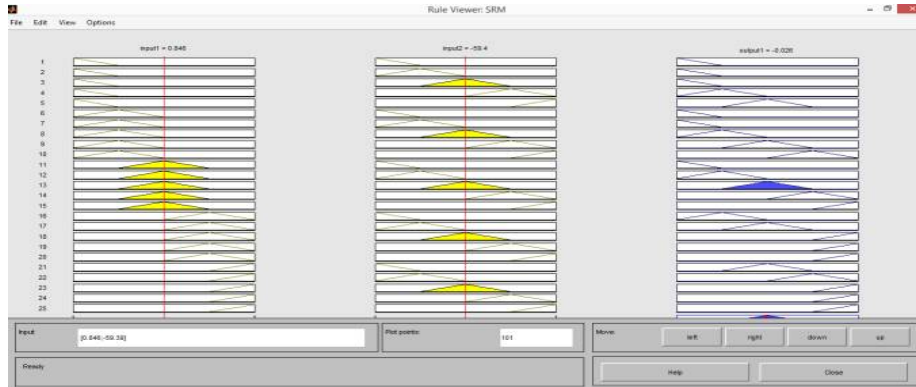 Rule Viewer: SRM
File Edit View Options
input1 = 0.846
input2 = -59.4
output1 = -0.026
1
2
3
4
5
6
7
8
9
10
11
12
13
14
15
16
17
18
19
20
21
22
23
24
25
Input:
[0.846;-59.38]
Plot points:
101
Move:
left
right
down
up
Ready
Help
Close